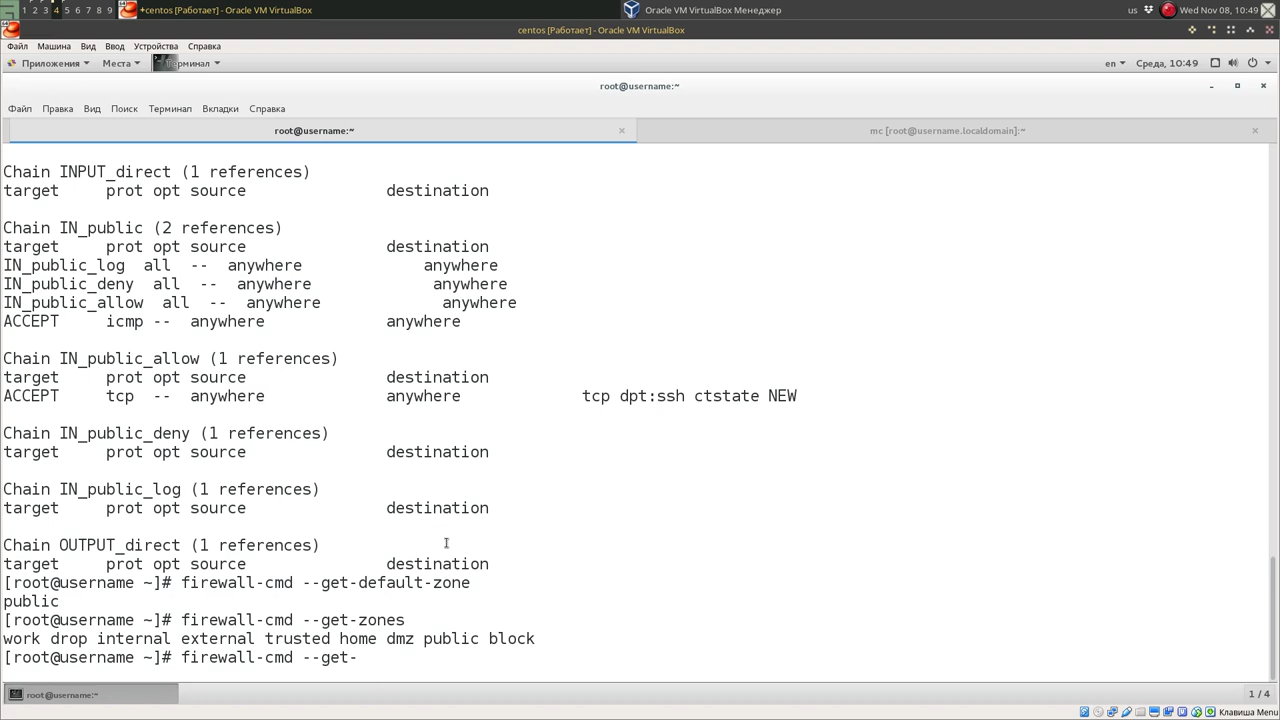 1 2 3 4 5 6 7 8 9 *centos [Работает] - Oracle VM VirtualBox Oracle VM VirtualBox Менеджер us Wed Nov 08, 10:49
centos [Работает] - Oracle VM VirtualBox
Файл Машина Вид Ввод Устройства Справка
Приложения Места Терминал en Среда, 10:49
root@username:~
Файл Правка Вид Поиск Терминал Вкладки Справка
root@username:~ × mc [root@username.localdomain]:~ ×
Chain INPUT_direct (1 references)
target prot opt source destination
Chain IN_public (2 references)
target prot opt source destination
IN_public_log all -- anywhere anywhere
IN_public_deny all -- anywhere anywhere
IN_public_allow all -- anywhere anywhere
ACCEPT icmp -- anywhere anywhere
Chain IN_public_allow (1 references)
target prot opt source destination
ACCEPT tcp -- anywhere anywhere tcp dpt:ssh ctstate NEW
Chain IN_public_deny (1 references)
target prot opt source destination
Chain IN_public_log (1 references)
target prot opt source destination
Chain OUTPUT_direct (1 references)
target prot opt source destination
[root@username ~]# firewall-cmd --get-default-zone
public
[root@username ~]# firewall-cmd --get-zones
work drop internal external trusted home dmz public block
[root@username ~]# firewall-cmd --get-
root@username:~ 1 / 4
Клавиша Menu